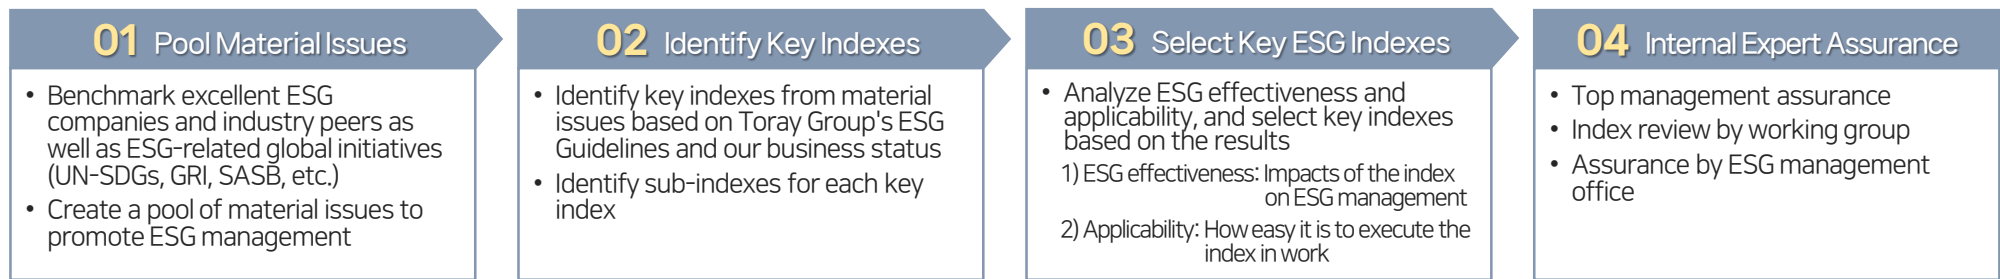 01 Pool Material Issues
• Benchmark excellent ESG
companies and industry peers as
well as ESG-related global initiatives
(UN-SDGs, GRI, SASB, etc.)
• Create a pool of material issues to
promote ESG management
02 Identify Key Indexes
• Identify key indexes from material
issues based on Toray Group's ESG
Guidelines and our business status
• Identify sub-indexes for each key
index
03 Select Key ESG Indexes
• Analyze ESG effectiveness and
applicability, and select key indexes
based on the results
1) ESG effectiveness: Impacts of the index
on ESG management
2) Applicability: How easy it is to execute the
index in work
04 Internal Expert Assurance
• Top management assurance
• Index review by working group
• Assurance by ESG management
office